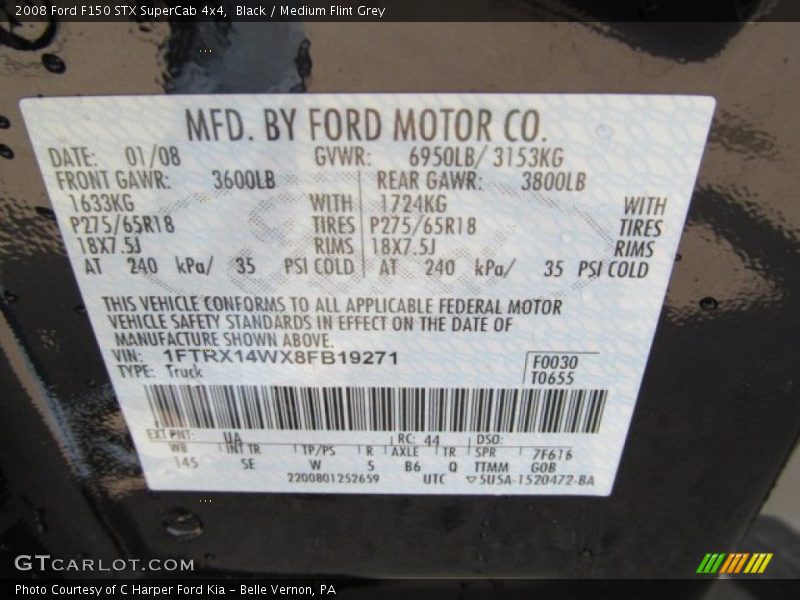 2008 Ford F150 STX SuperCab 4x4,  Black / Medium Flint Grey
MFD. BY FORD MOTOR CO.
DATE: 01/08 GVWR: 6950LB/ 3153KG
FRONT GAWR: 3600LB REAR GAWR: 3800LB
1633KG WITH 1724KG WITH
P275/65R18 TIRES P275/65R18 TIRES
18X7.5J RIMS 18X7.5J RIMS
AT 240 kPa/ 35 PSI COLD AT 240 kPa/ 35 PSI COLD
THIS VEHICLE CONFORMS TO ALL APPLICABLE FEDERAL MOTOR
VEHICLE SAFETY STANDARDS IN EFFECT ON THE DATE OF
MANUFACTURE SHOWN ABOVE.
VIN: 1FTRX14WX8FB19271 F0030
TYPE: Truck T0655
EXT PNT: UA RC: 44 DSO:
WB INT TR TP/PS R AXLE TR SPR 7F616
145 SE W S B6 Q TTMM GOB
2200801252659 UTC ▽5U5A-1520472-BA
GTCARLOT.COM
Photo Courtesy of C Harper Ford Kia – Belle Vernon, PA